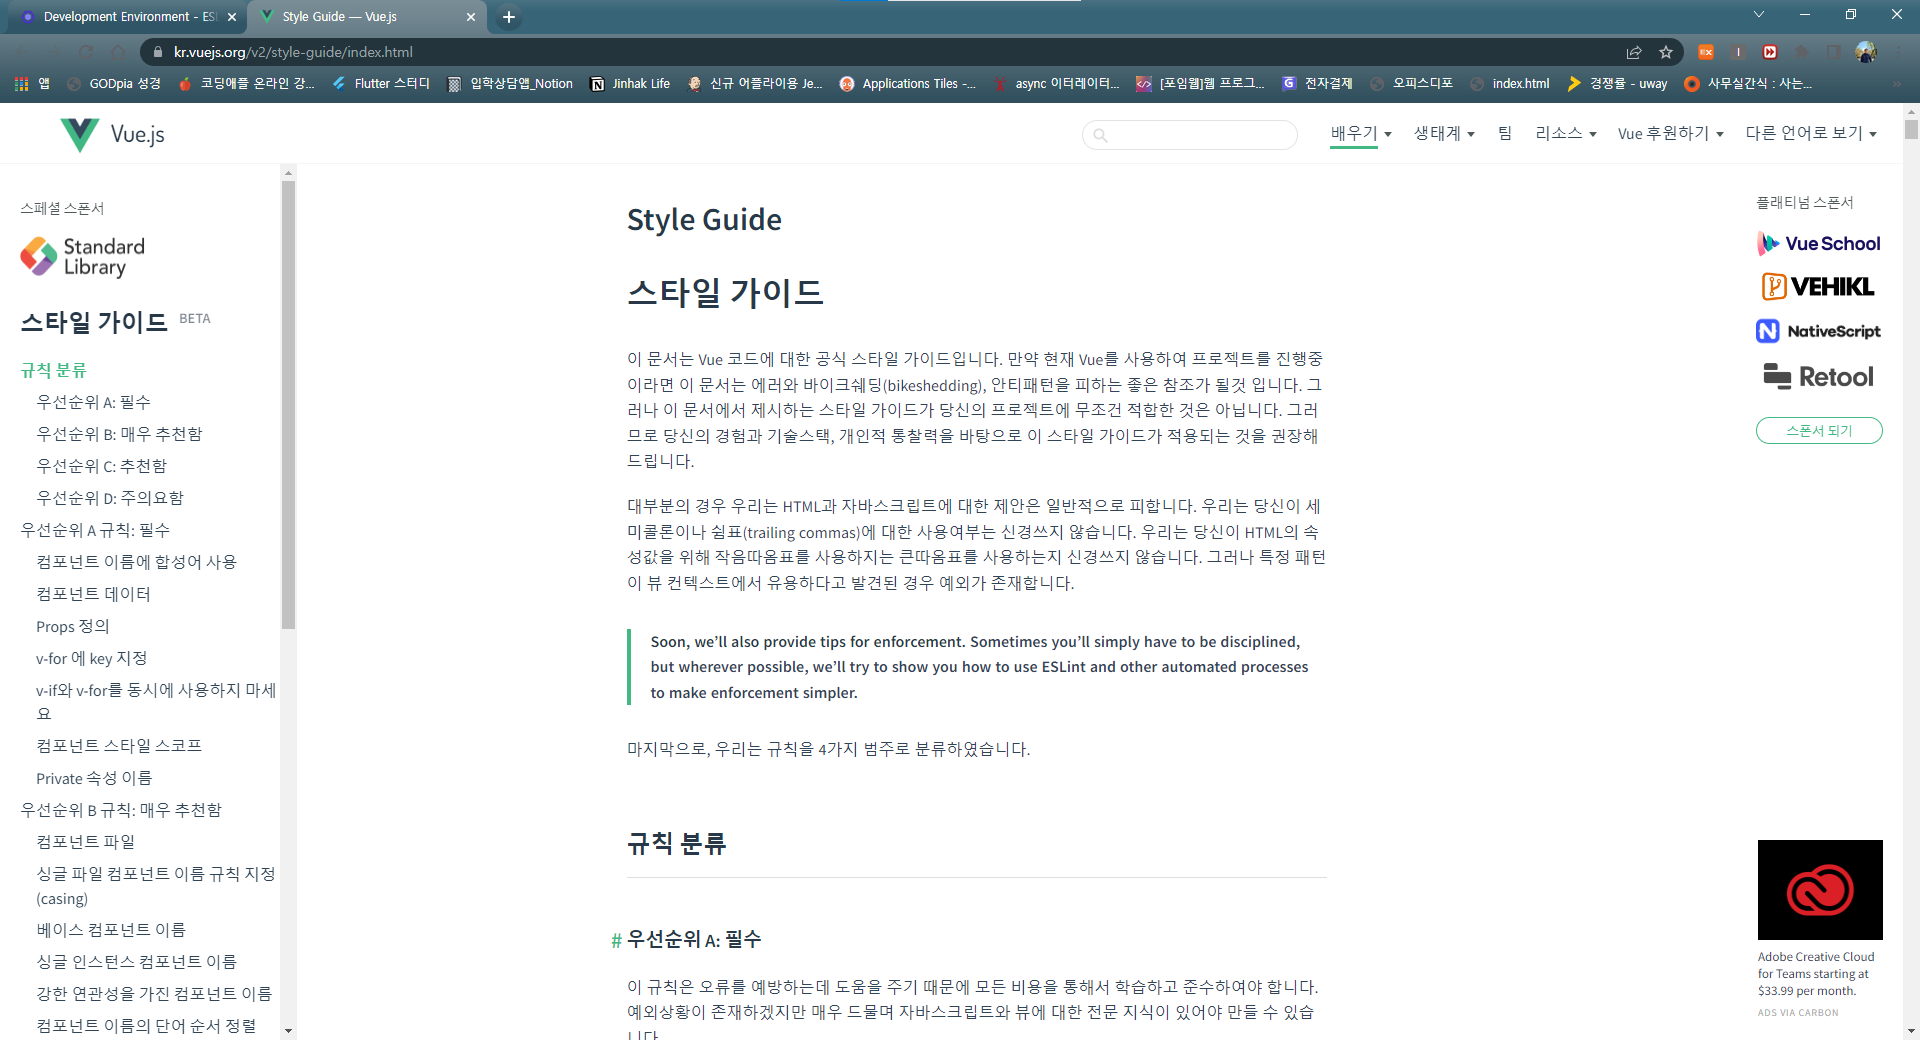 Development Environment - ES
Style Guide — Vue.js
kr.vuejs.org/v2/style-guide/index.html
앱
GODpia 성경
코딩애플 온라인 강...
Flutter 스터디
입학상담앱_Notion
Jinhak Life
신규 어플라이용 Je...
Applications Tiles -...
async 이터레이터...
[포임웹]웹 프로그...
전자결제
오피스디포
index.html
경쟁률 - uway
사무실간식 : 사는...
Vue.js
배우기
생태계
팀
리소스
Vue 후원하기
다른 언어로 보기
스페셜 스폰서
Standard
Library
스타일 가이드 BETA
규칙 분류
우선순위 A: 필수
우선순위 B: 매우 추천함
우선순위 C: 추천함
우선순위 D: 주의요함
우선순위 A 규칙: 필수
컴포넌트 이름에 합성어 사용
컴포넌트 데이터
Props 정의
v-for 에 key 지정
v-if와 v-for를 동시에 사용하지 마세
요
컴포넌트 스타일 스코프
Private 속성 이름
우선순위 B 규칙: 매우 추천함
컴포넌트 파일
싱글 파일 컴포넌트 이름 규칙 지정
(casing)
베이스 컴포넌트 이름
싱글 인스턴스 컴포넌트 이름
강한 연관성을 가진 컴포넌트 이름
컴포넌트 이름의 단어 순서 정렬
Style Guide
스타일 가이드
이 문서는 Vue 코드에 대한 공식 스타일 가이드입니다. 만약 현재 Vue를 사용하여 프로젝트를 진행중
이라면 이 문서는 에러와 바이크쉐딩(bikeshedding), 안티패턴을 피하는 좋은 참조가 될것 입니다. 그
러나 이 문서에서 제시하는 스타일 가이드가 당신의 프로젝트에 무조건 적합한 것은 아닙니다. 그러
므로 당신의 경험과 기술스택, 개인적 통찰력을 바탕으로 이 스타일 가이드가 적용되는 것을 권장해
드립니다.
대부분의 경우 우리는 HTML과 자바스크립트에 대한 제안은 일반적으로 피합니다. 우리는 당신이 세
미콜론이나 쉼표(trailing commas)에 대한 사용여부는 신경쓰지 않습니다. 우리는 당신이 HTML의 속
성값을 위해 작음따옴표를 사용하지는 큰따옴표를 사용하는지 신경쓰지 않습니다. 그러나 특정 패턴
이 뷰 컨텍스트에서 유용하다고 발견된 경우 예외가 존재합니다.
Soon, we’ll also provide tips for enforcement. Sometimes you’ll simply have to be disciplined,
but wherever possible, we’ll try to show you how to use ESLint and other automated processes
to make enforcement simpler.
마지막으로, 우리는 규칙을 4가지 범주로 분류하였습니다.
규칙 분류
# 우선순위 A: 필수
이 규칙은 오류를 예방하는데 도움을 주기 때문에 모든 비용을 통해서 학습하고 준수하여야 합니다.
예외상황이 존재하겠지만 매우 드물며 자바스크립트와 뷰에 대한 전문 지식이 있어야 만들 수 있습
니다.
플래티넘 스폰서
Vue School
VEHIKL
NativeScript
Retool
스폰서 되기
Adobe Creative Cloud
for Teams starting at
$33.99 per month.
ADS VIA CARBON